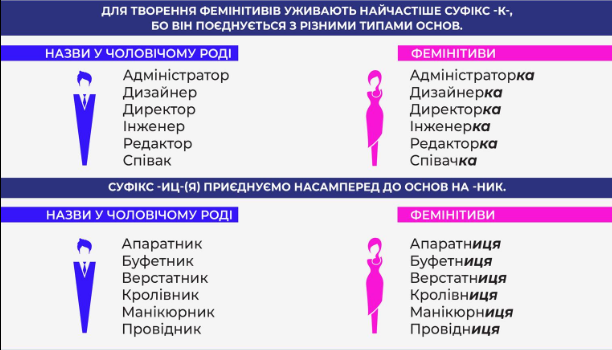 ДЛЯ ТВОРЕННЯ ФЕМІНІТИВІВ УЖИВАЮТЬ НАЙЧАСТІШЕ СУФІКС -К-,
БО ВІН ПОЄДНУЄТЬСЯ З РІЗНИМИ ТИПАМИ ОСНОВ.
НАЗВИ У ЧОЛОВІЧОМУ РОДІ
Адміністратор
Дизайнер
Директор
Інженер
Редактор
Співак
ФЕМІНІТИВИ
Адміністраторка
Дизайнерка
Директорка
Інженерка
Редакторка
Співачка
СУФІКС -ИЦ-(Я) ПРИЄДНУЄМО НАСАМПЕРЕД ДО ОСНОВ НА -НИК.
НАЗВИ У ЧОЛОВІЧОМУ РОДІ
Апаратник
Буфетник
Верстатник
Кролівник
Манікюрник
Провідник
ФЕМІНІТИВИ
Апаратниця
Буфетниця
Верстатниця
Кролівниця
Манікюрниця
Провідниця